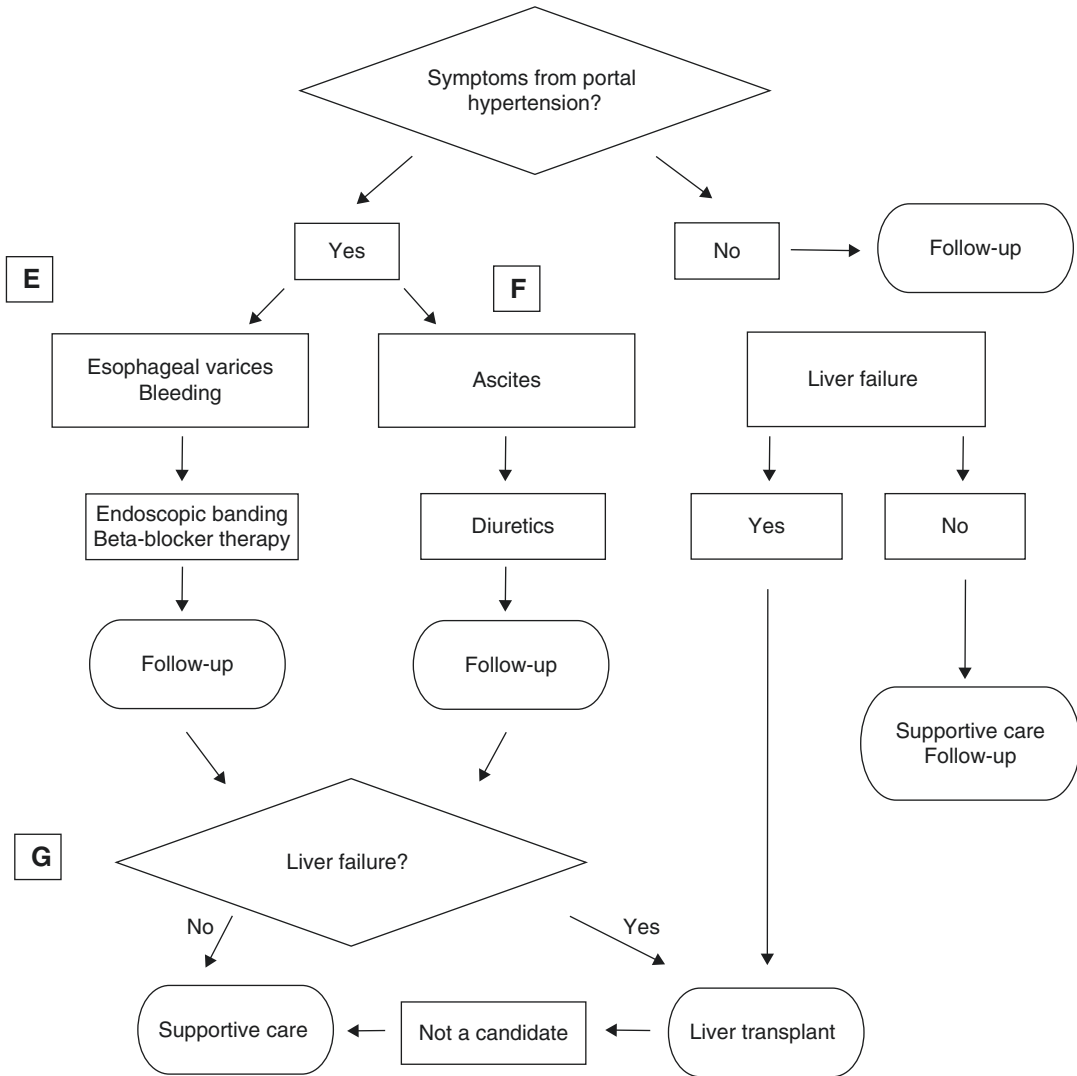 Symptoms from portal
hypertension?
Yes
No
Follow-up
E
F
Esophageal varices
Bleeding
Ascites
Liver failure
Endoscopic banding
Beta-blocker therapy
Diuretics
Yes
No
Follow-up
Follow-up
Supportive care
Follow-up
G
Liver failure?
No
Yes
Supportive care
Not a candidate
Liver transplant